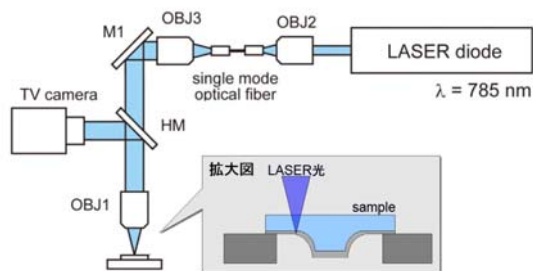 M1
OBJ3
OBJ2
LASER diode
single mode
optical fiber
λ = 785 nm
TV camera
HM
OBJ1
拡大図
LASER光
sample